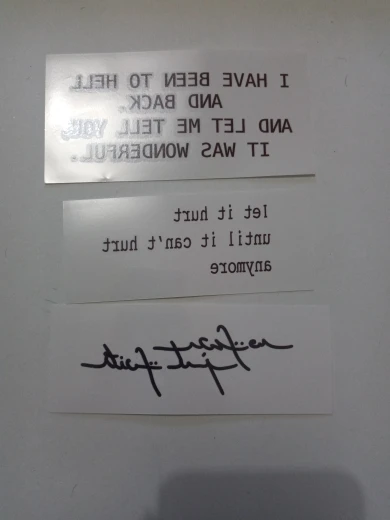 I HAVE BEEN TO HELL
AND BACK,
AND LET ME TELL YOU,
IT WAS WONDERFUL.
let it hurt
until it can't hurt
anymore